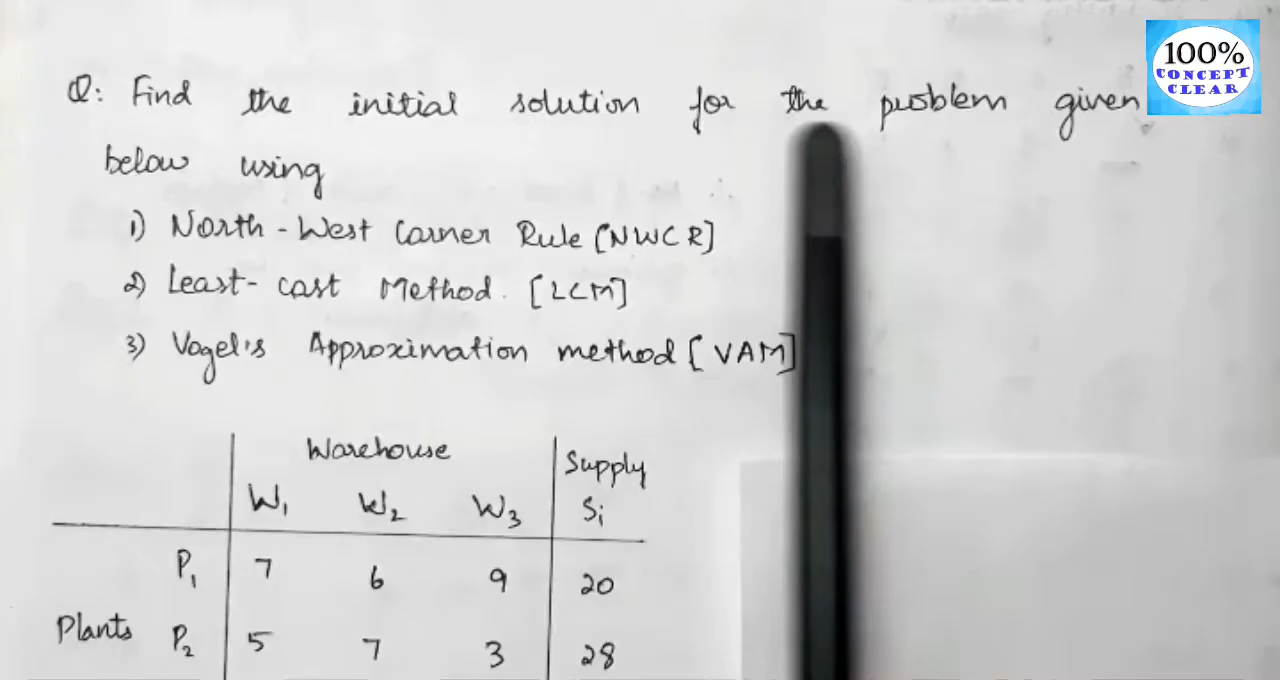 100%
CONCEPT
CLEAR
Q: Find the initial solution for the problem given
below using
1) North-West Corner Rule [NWCR]
2) Least-cost Method. [LCM]
3) Vogel's Approximation method [VAM]
Warehouse Supply
W1 W2 W3 Si
P1 7 6 9 20
Plants P2 5 7 3 28